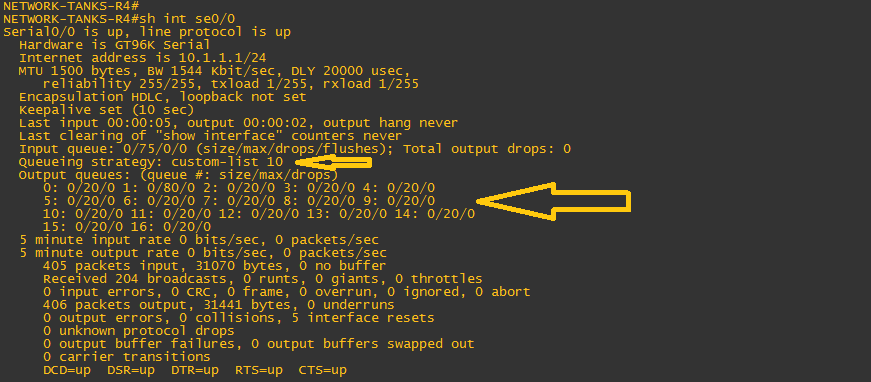 NETWORK-TANKS-R4#
NETWORK-TANKS-R4#sh int se0/0
Serial0/0 is up, line protocol is up
Hardware is GT96K Serial
Internet address is 10.1.1.1/24
MTU 1500 bytes, BW 1544 Kbit/sec, DLY 20000 usec,
reliability 255/255, txload 1/255, rxload 1/255
Encapsulation HDLC, loopback not set
Keepalive set (10 sec)
Last input 00:00:05, output 00:00:02, output hang never
Last clearing of "show interface" counters never
Input queue: 0/75/0/0 (size/max/drops/flushes); Total output drops: 0
Queueing strategy: custom-list 10
Output queues: (queue #: size/max/drops)
0: 0/20/0 1: 0/80/0 2: 0/20/0 3: 0/20/0 4: 0/20/0
5: 0/20/0 6: 0/20/0 7: 0/20/0 8: 0/20/0 9: 0/20/0
10: 0/20/0 11: 0/20/0 12: 0/20/0 13: 0/20/0 14: 0/20/0
15: 0/20/0 16: 0/20/0
5 minute input rate 0 bits/sec, 0 packets/sec
5 minute output rate 0 bits/sec, 0 packets/sec
405 packets input, 31070 bytes, 0 no buffer
Received 204 broadcasts, 0 runts, 0 giants, 0 throttles
0 input errors, 0 CRC, 0 frame, 0 overrun, 0 ignored, 0 abort
406 packets output, 31441 bytes, 0 underruns
0 output errors, 0 collisions, 5 interface resets
0 unknown protocol drops
0 output buffer failures, 0 output buffers swapped out
0 carrier transitions
DCD=up  DSR=up  DTR=up  RTS=up  CTS=up